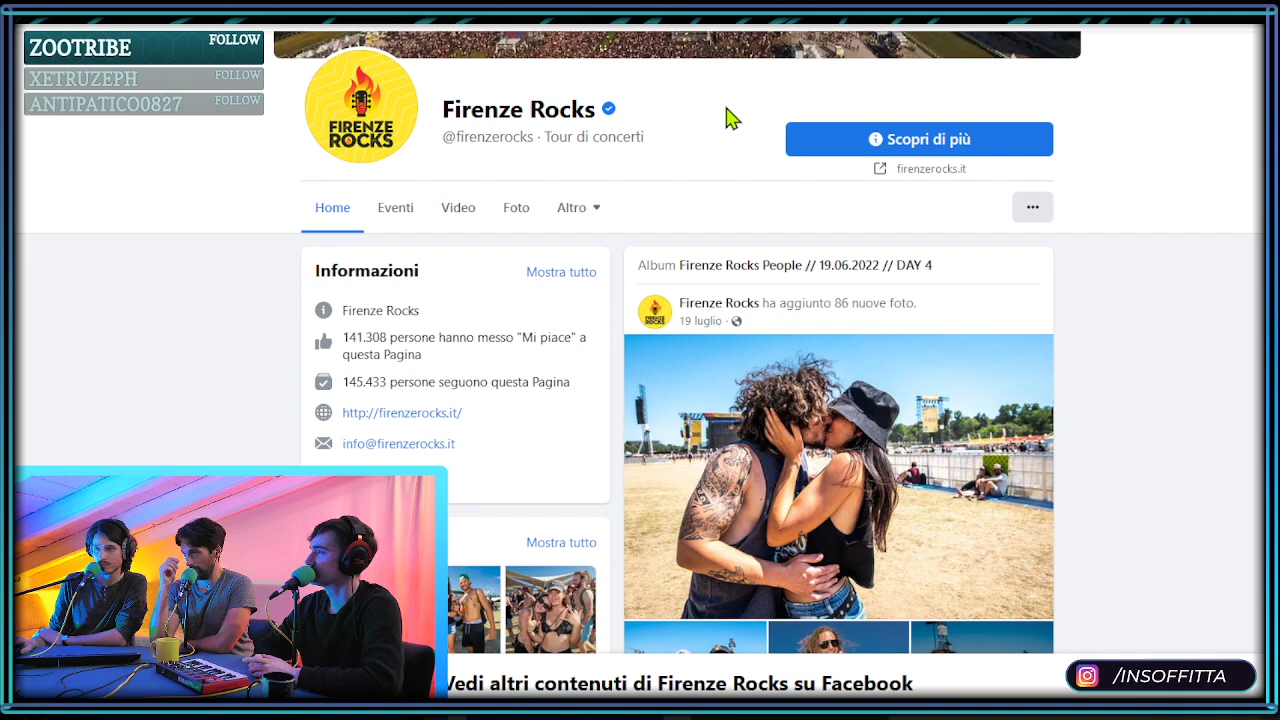 ZOOTRIBE FOLLOW
XETRUZEPH FOLLOW
ANTIPATICO0827 FOLLOW
FIRENZE
ROCKS
Firenze Rocks
@firenzerocks · Tour di concerti
Scopri di più
firenzerocks.it
Home Eventi Video Foto Altro
Informazioni Mostra tutto
Firenze Rocks
141.308 persone hanno messo "Mi piace" a
questa Pagina
145.433 persone seguono questa Pagina
http://firenzerocks.it/
info@firenzerocks.it
Mostra tutto
Album Firenze Rocks People // 19.06.2022 // DAY 4
FIRENZE
ROCKS
Firenze Rocks ha aggiunto 86 nuove foto.
19 luglio ·
Vedi altri contenuti di Firenze Rocks su Facebook
/INSOFFITTA